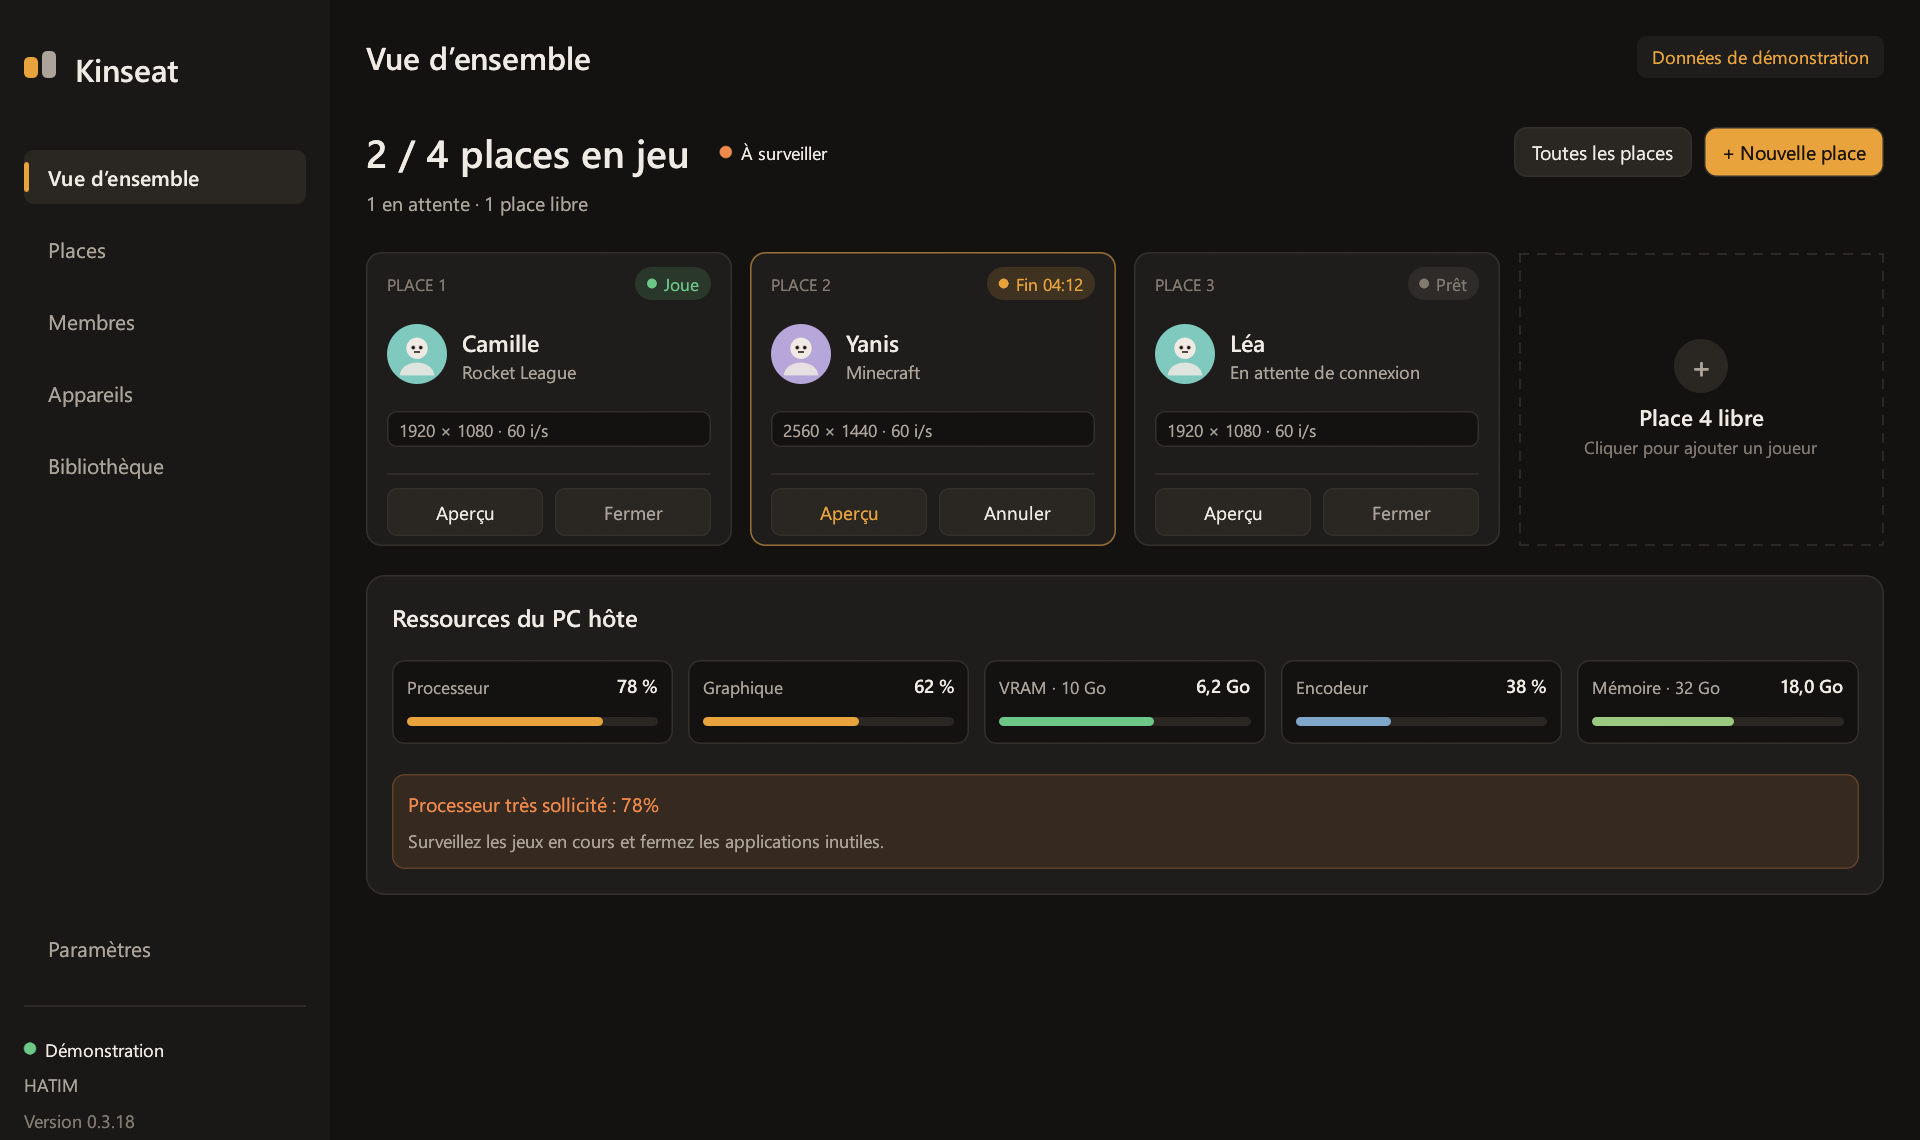 Kinseat
Vue d’ensemble
Places
Membres
Appareils
Bibliothèque
Paramètres
Démonstration
HATIM
Version 0.3.18
Vue d’ensemble
Données de démonstration
2 / 4 places en jeu
À surveiller
1 en attente · 1 place libre
Toutes les places
+ Nouvelle place
PLACE 1
Joue
Camille
Rocket League
1920 × 1080 · 60 i/s
Aperçu
Fermer
PLACE 2
Fin 04:12
Yanis
Minecraft
2560 × 1440 · 60 i/s
Aperçu
Annuler
PLACE 3
Prêt
Léa
En attente de connexion
1920 × 1080 · 60 i/s
Aperçu
Fermer
+
Place 4 libre
Cliquer pour ajouter un joueur
Ressources du PC hôte
Processeur 78 %
Graphique 62 %
VRAM · 10 Go 6,2 Go
Encodeur 38 %
Mémoire · 32 Go 18,0 Go
Processeur très sollicité : 78%
Surveillez les jeux en cours et fermez les applications inutiles.